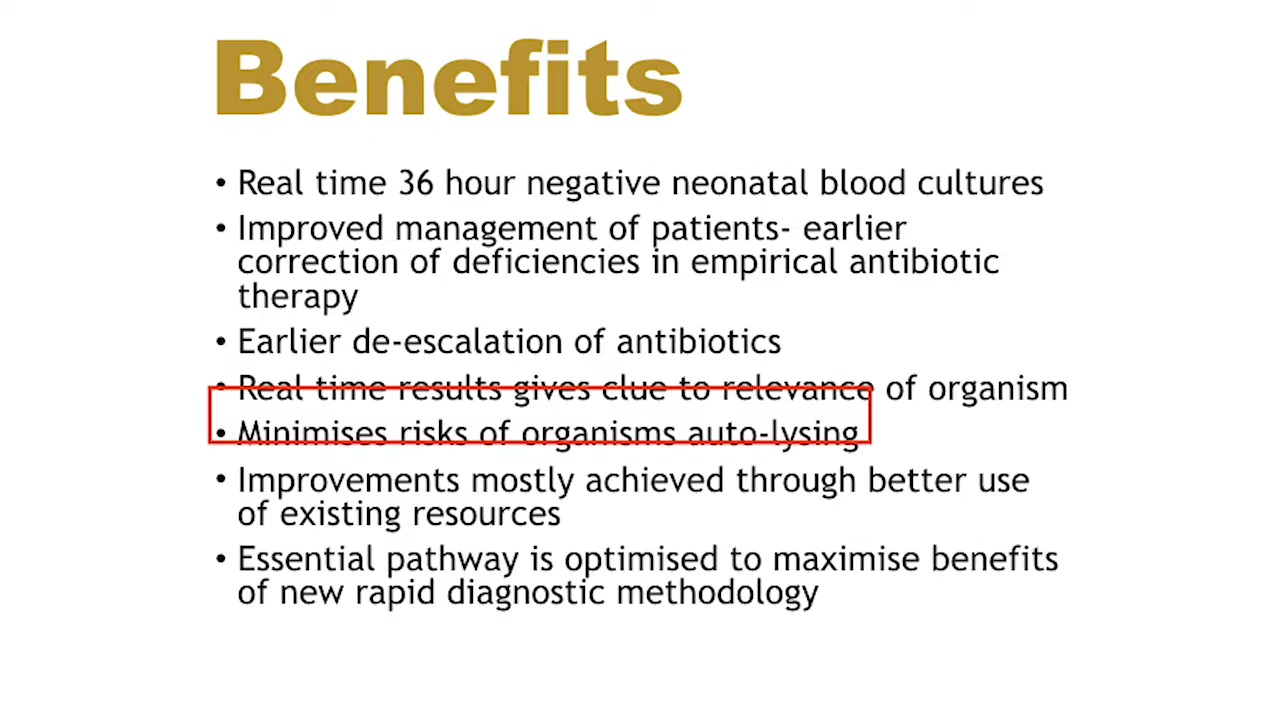 Benefits
• Real time 36 hour negative neonatal blood cultures
• Improved management of patients- earlier
correction of deficiencies in empirical antibiotic
therapy
• Earlier de-escalation of antibiotics
• Real time results gives clue to relevance of organism
• Minimises risks of organisms auto-lysing
• Improvements mostly achieved through better use
of existing resources
• Essential pathway is optimised to maximise benefits
of new rapid diagnostic methodology